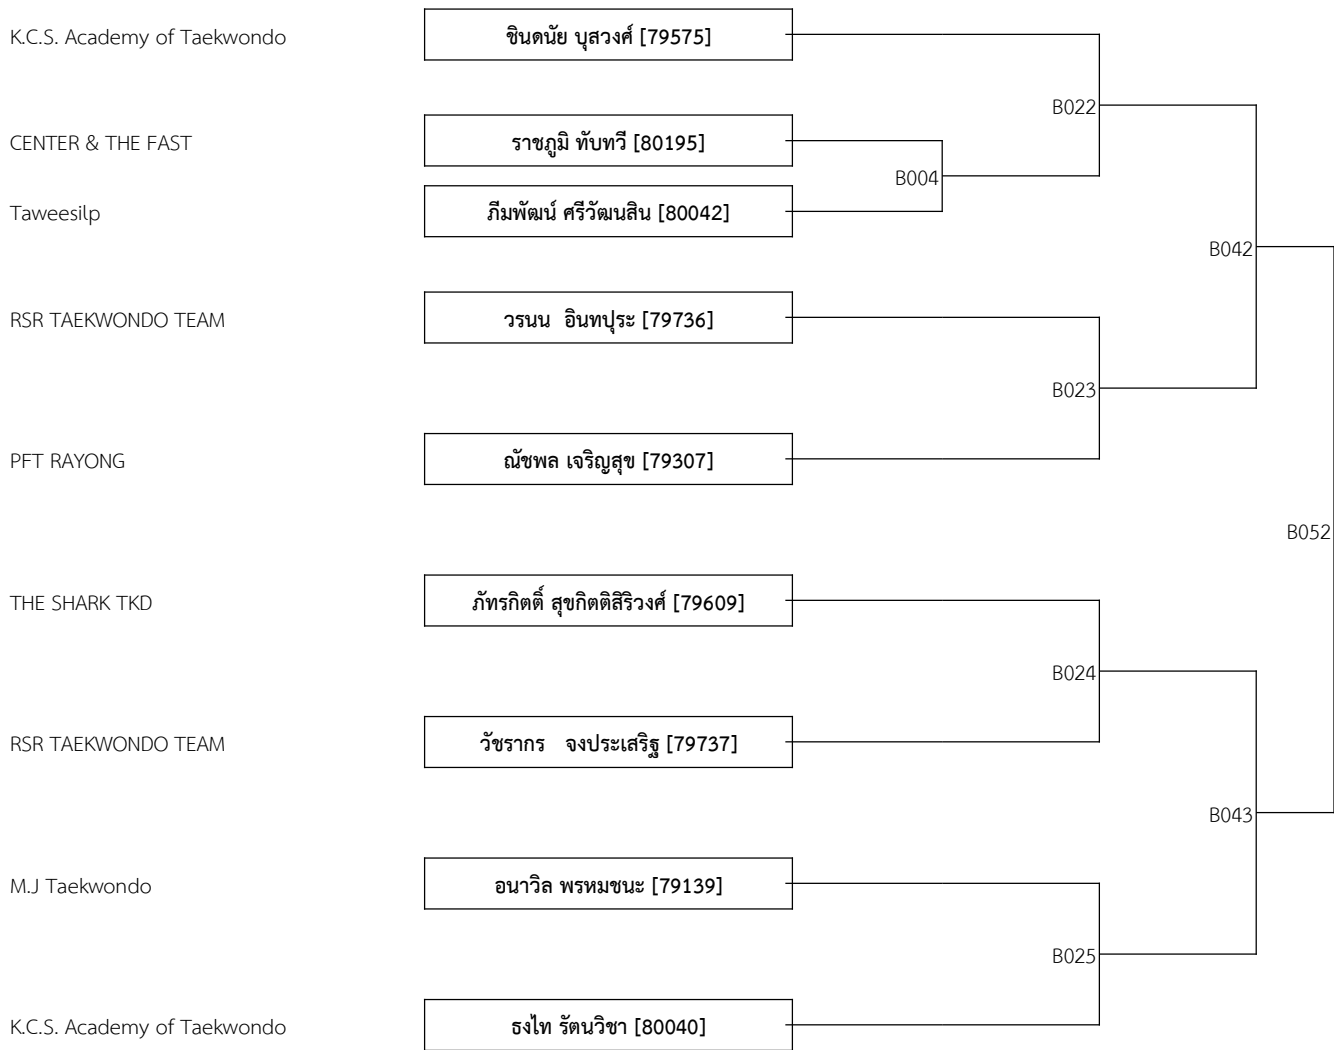 K.C.S. Academy of Taekwondo ชินดนัย บุสวงศ์ [79575]
B022
CENTER & THE FAST ราชภูมิ ทับทวี [80195]
B004
Taweesilp ภีมพัฒน์ ศรีวัฒนสิน [80042]
B042
RSR TAEKWONDO TEAM วรนน อินทปุระ [79736]
B023
PFT RAYONG ณัชพล เจริญสุข [79307]
B052
THE SHARK TKD ภัทรกิตติ์ สุขกิตติสิริวงศ์ [79609]
B024
RSR TAEKWONDO TEAM วัชรากร จงประเสริฐ [79737]
B043
M.J Taekwondo อนาวิล พรหมชนะ [79139]
B025
K.C.S. Academy of Taekwondo ธงไท รัตนวิชา [80040]